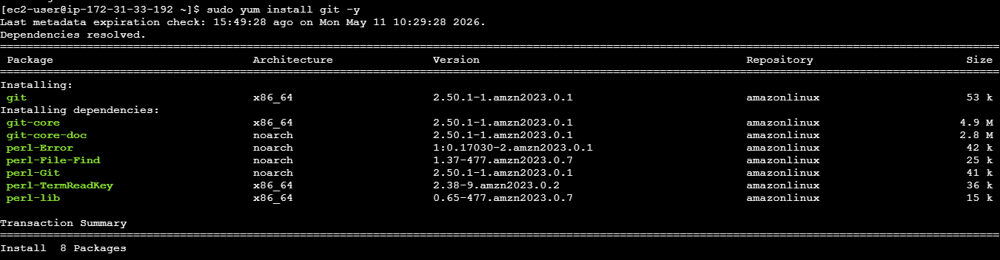 [ec2-user@ip-172-31-33-192 ~]$ sudo yum install git -y
Last metadata expiration check: 15:49:28 ago on Mon May 11 10:29:28 2026.
Dependencies resolved.
Package Architecture Version Repository Size
Installing:
git x86_64 2.50.1-1.amzn2023.0.1 amazonlinux 53 k
Installing dependencies:
git-core x86_64 2.50.1-1.amzn2023.0.1 amazonlinux 4.9 M
git-core-doc noarch 2.50.1-1.amzn2023.0.1 amazonlinux 2.8 M
perl-Error noarch 1:0.17030-2.amzn2023.0.1 amazonlinux 42 k
perl-File-Find noarch 1.37-477.amzn2023.0.7 amazonlinux 25 k
perl-Git noarch 2.50.1-1.amzn2023.0.1 amazonlinux 41 k
perl-TermReadKey x86_64 2.38-9.amzn2023.0.2 amazonlinux 36 k
perl-lib x86_64 0.65-477.amzn2023.0.7 amazonlinux 15 k
Transaction Summary
Install 8 Packages